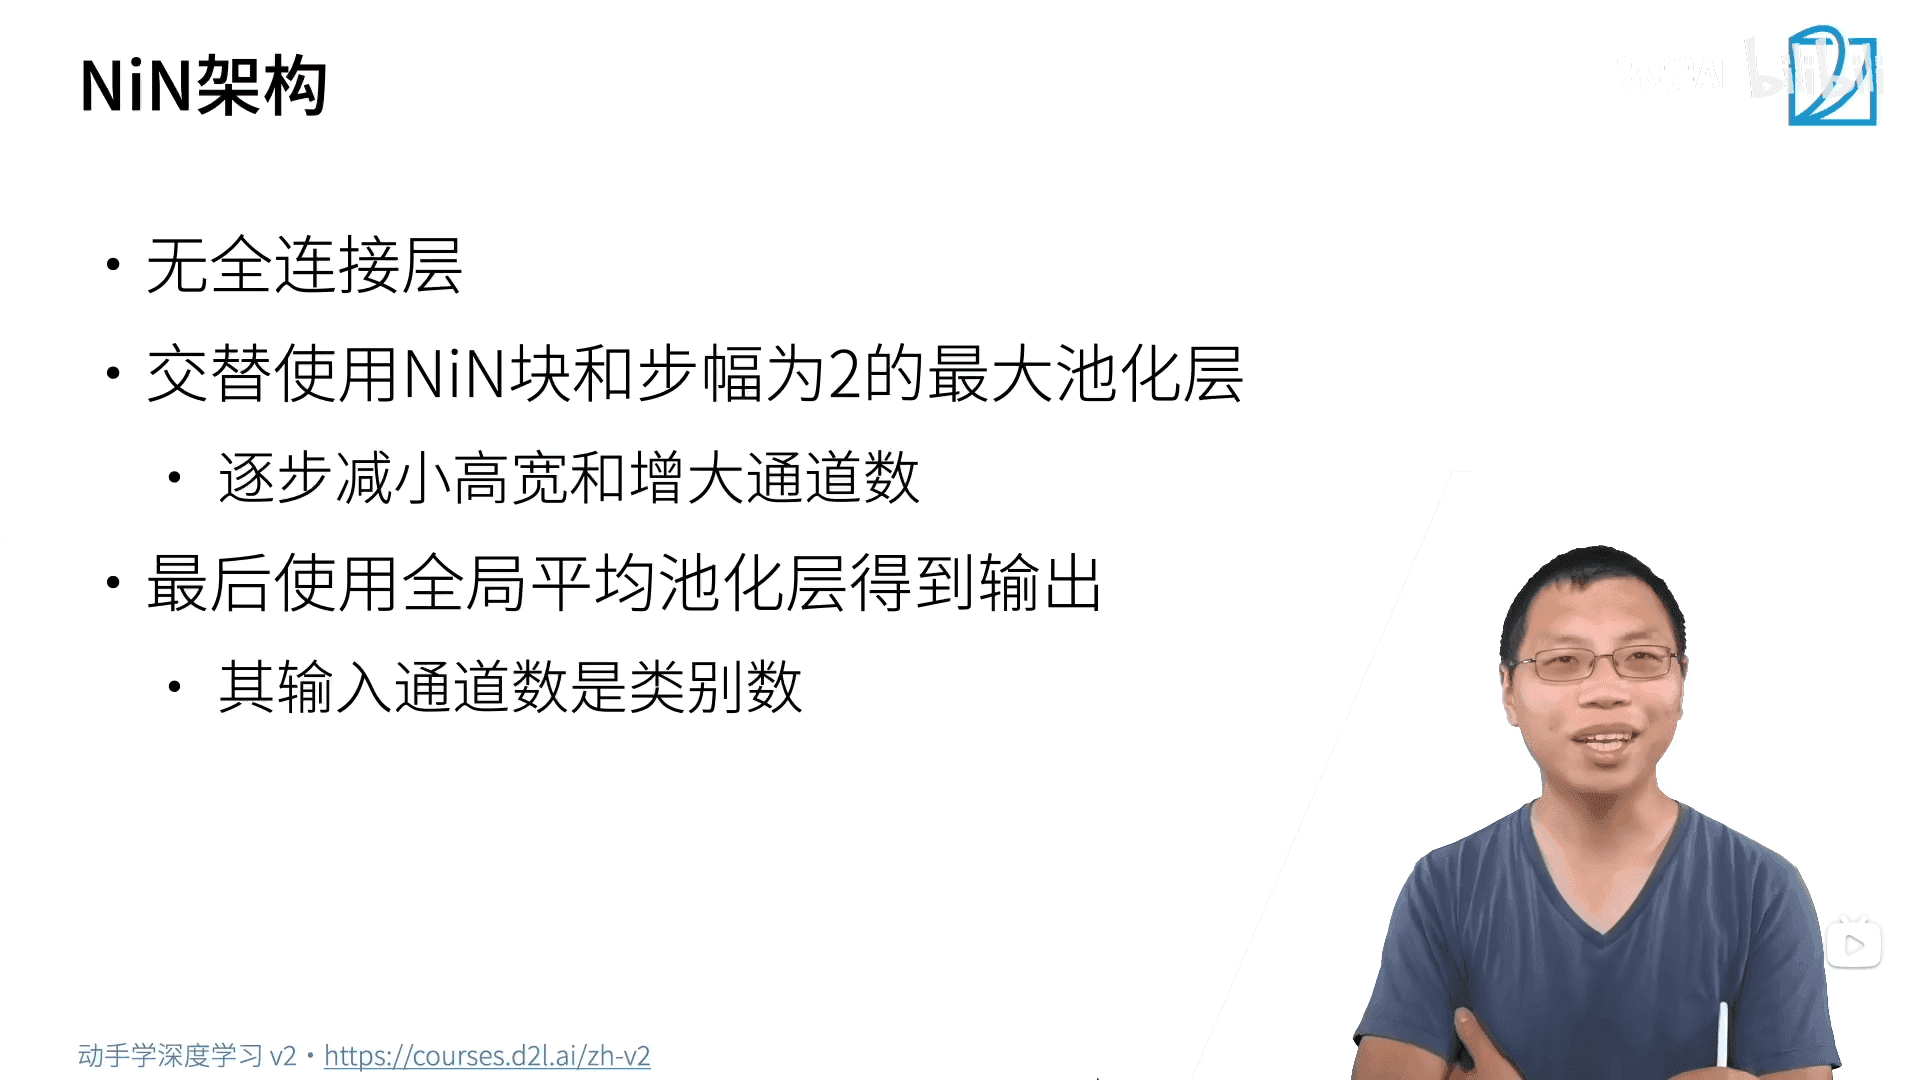 NiN架构
• 无全连接层
• 交替使用NiN块和步幅为2的最大池化层
• 逐步减小高宽和增大通道数
• 最后使用全局平均池化层得到输出
• 其输入通道数是类别数
动手学深度学习 v2 • https://courses.d2l.ai/zh-v2